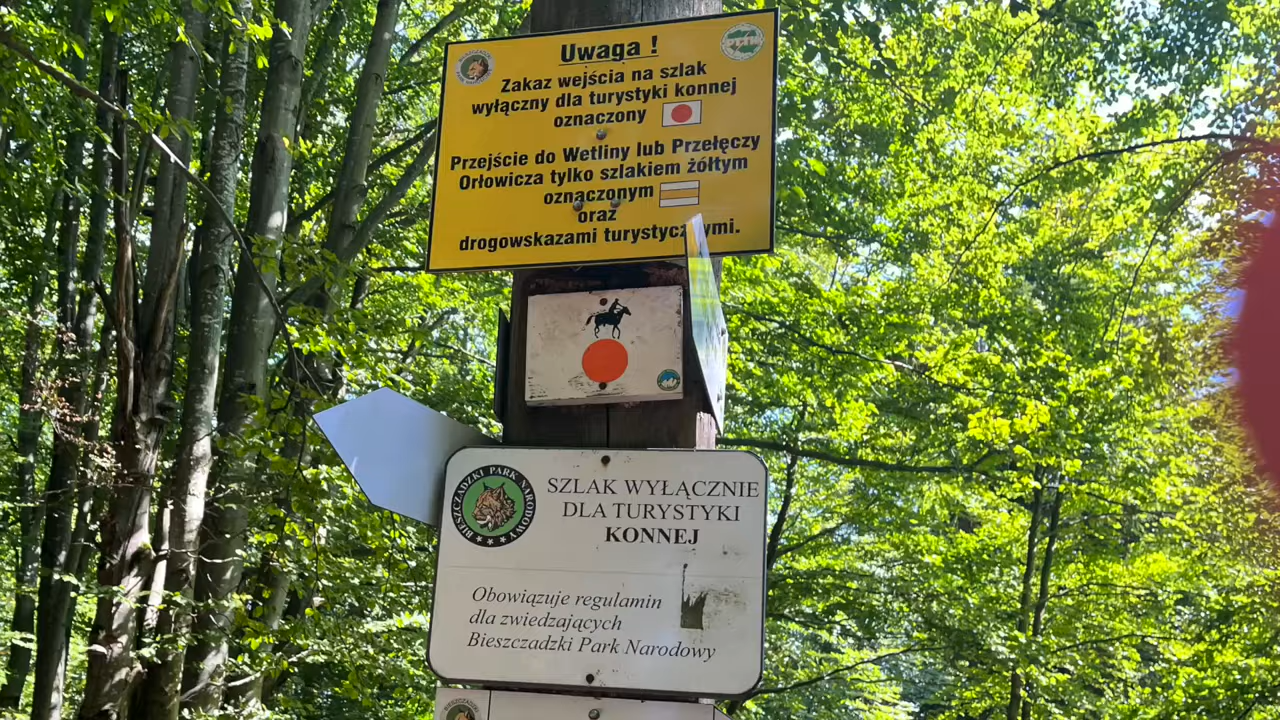 Uwaga !
PTTK
Zakaz wejścia na szlak
wyłączny dla turystyki konnej
oznaczony
Przejście do Wetliny lub Przełęczy
Orłowicza tylko szlakiem żółtym
oznaczonym
oraz
drogowskazami
BIESZCZADZKI PARK NARODOWY
SZLAK WYŁĄCZNIE
DLA TURYSTYKI
KONNEJ
Obowiązuje regulamin
dla zwiedzających
Bieszczadzki Park Narodowy